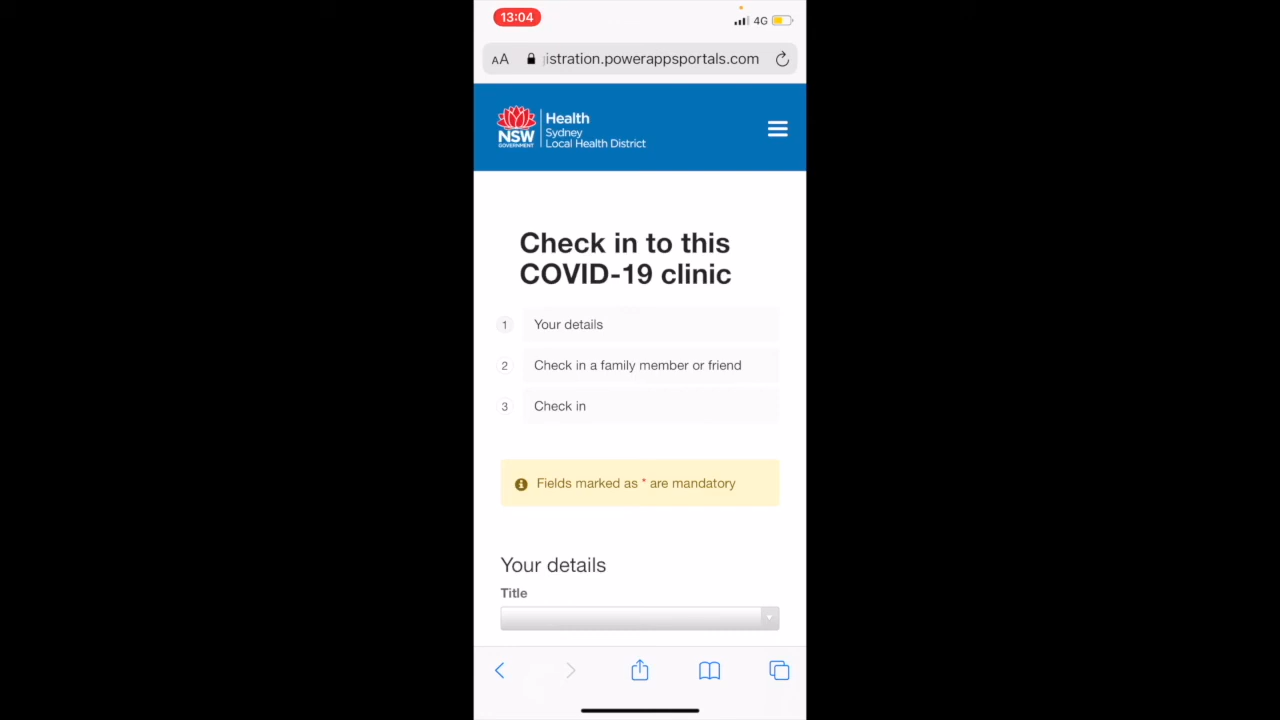 13:04
4G
AA
istration.powerappsportals.com
NSW
GOVERNMENT
Health
Sydney
Local Health District
Check in to this
COVID-19 clinic
1 Your details
2 Check in a family member or friend
3 Check in
Fields marked as * are mandatory
Your details
Title